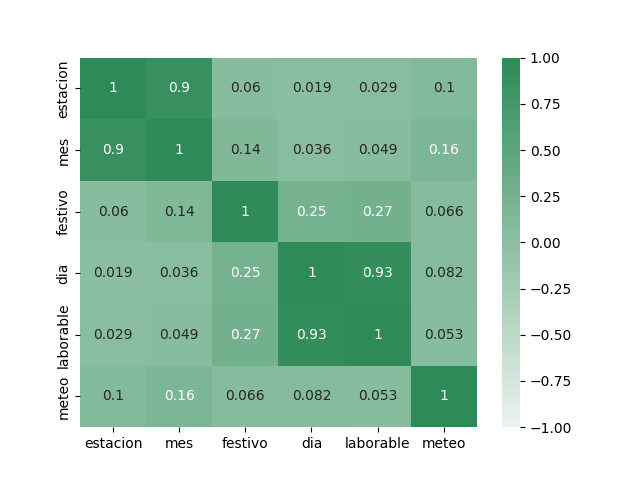 estacion 1 0.9 0.06 0.019 0.029 0.1
mes 0.9 1 0.14 0.036 0.049 0.16
festivo 0.06 0.14 1 0.25 0.27 0.066
dia 0.019 0.036 0.25 1 0.93 0.082
laborable 0.029 0.049 0.27 0.93 1 0.053
meteo 0.1 0.16 0.066 0.082 0.053 1
estacion mes festivo dia laborable meteo
1.00
0.75
0.50
0.25
0.00
−0.25
−0.50
−0.75
−1.00